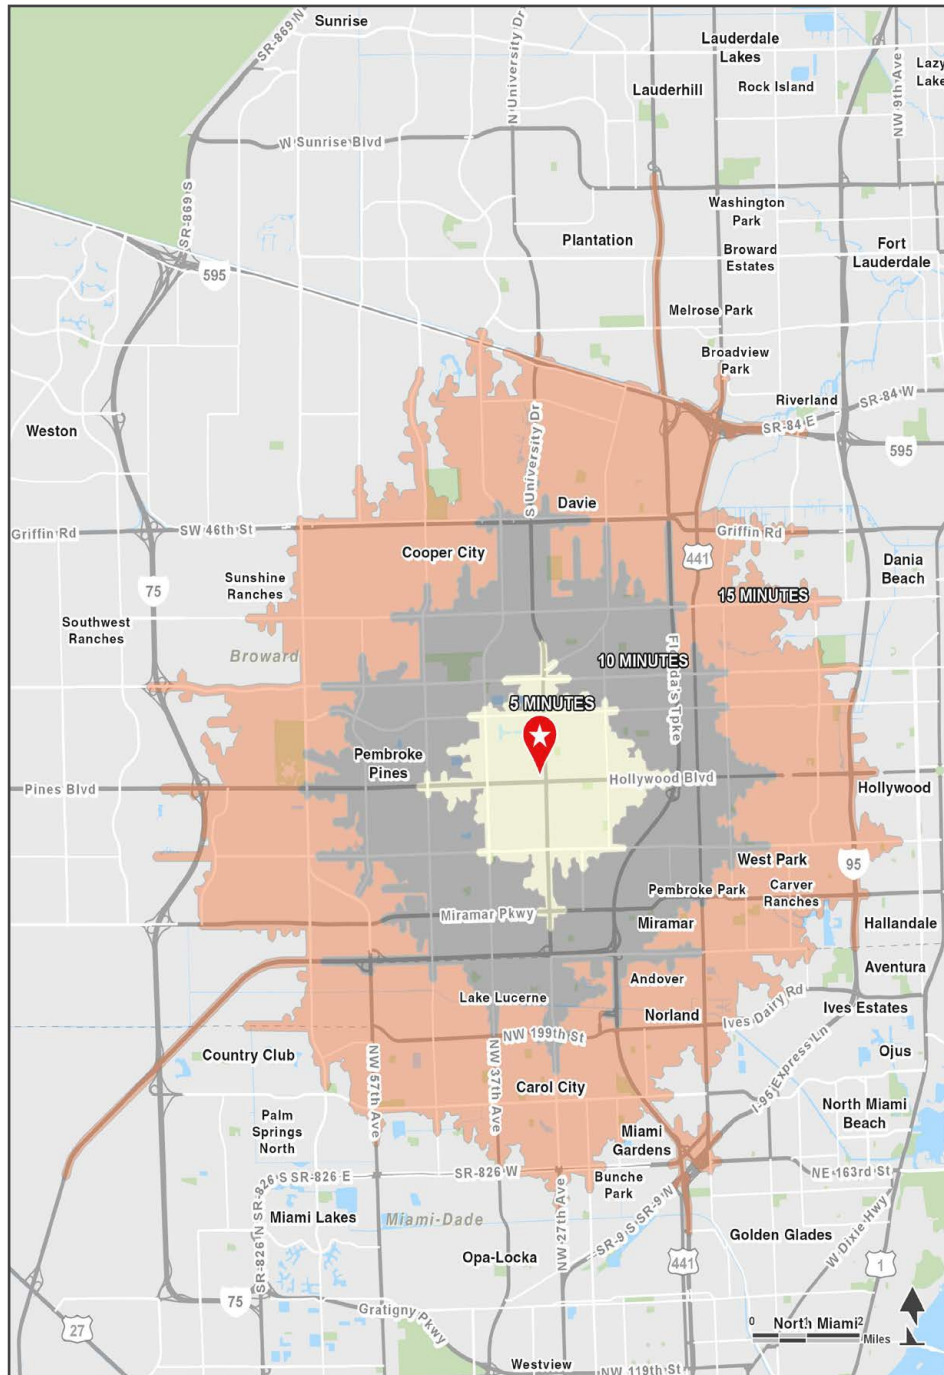 Sunrise
SR-869 N
N University Dr
Lauderdale
Lakes
Lauderhill
Rock Island
NW 9th Ave
Lazy
Lake
W Sunrise Blvd
SR-869 S
Washington
Park
Plantation
Broward
Estates
Fort
Lauderdale
595
Melrose Park
Broadview
Park
Riverland
SR-84 W
SR-84 E
595
Weston
S University Dr
Davie
Griffin Rd
SW 46th St
Griffin Rd
Cooper City
441
Dania
Beach
Sunshine
Ranches
75
15 MINUTES
Southwest
Ranches
Broward
10 MINUTES
Florida's Tpke
5 MINUTES
Pembroke
Pines
Pines Blvd
Hollywood Blvd
Hollywood
West Park
95
Pembroke Park
Carver
Ranches
Miramar Pkwy
Miramar
Hallandale
Aventura
Andover
Lake Lucerne
Norland
Ives Dairy Rd
Ives Estates
NW 199th St
Country Club
NW 57th Ave
NW 37th Ave
I-95 Express Ln
Ojus
Carol City
North Miami
Beach
Palm
Springs
North
Miami
Gardens
SR-826 S
SR-826 E
SR-826 W
Bunche
Park
NE 163rd St
SR-826 N
Miami Lakes
Miami-Dade
NW 27th Ave
SR-9 S
SR-9 N
Golden Glades
W Dixie Hwy
Opa-Locka
441
1
75
27
Gratigny Pkwy
North Miami
0 1 2
Miles
Westview
NW 119th St